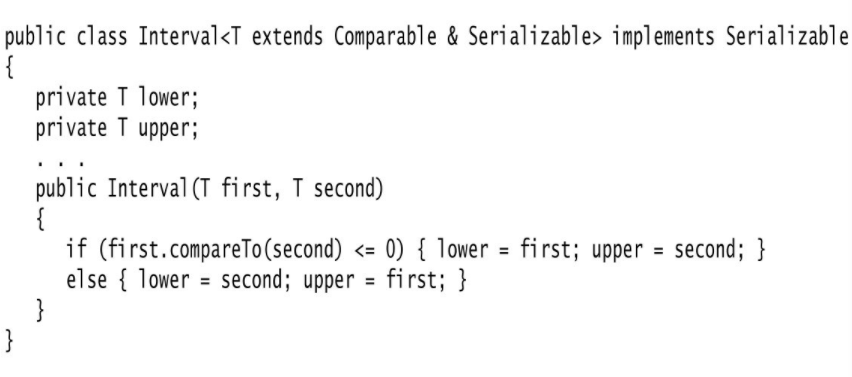 public class Interval<T extends Comparable & Serializable> implements Serializable
{
   private T lower;
   private T upper;
   . . .
   public Interval(T first, T second)
   {
      if (first.compareTo(second) <= 0) { lower = first; upper = second; }
      else { lower = second; upper = first; }
   }
}